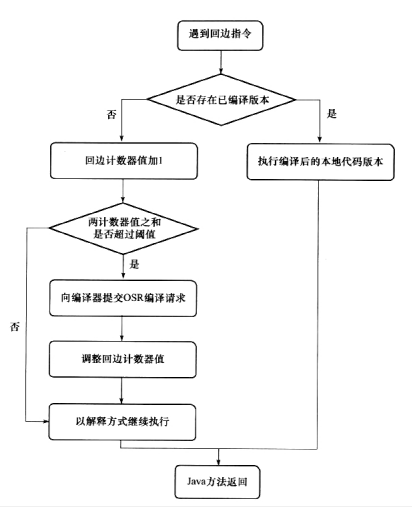 遇到回边指令
是否存在已编译版本
否
是
回边计数器值加1
执行编译后的本地代码版本
两计数器值之和
是否超过阈值
是
向编译器提交OSR编译请求
否
调整回边计数器值
以解释方式继续执行
Java方法返回